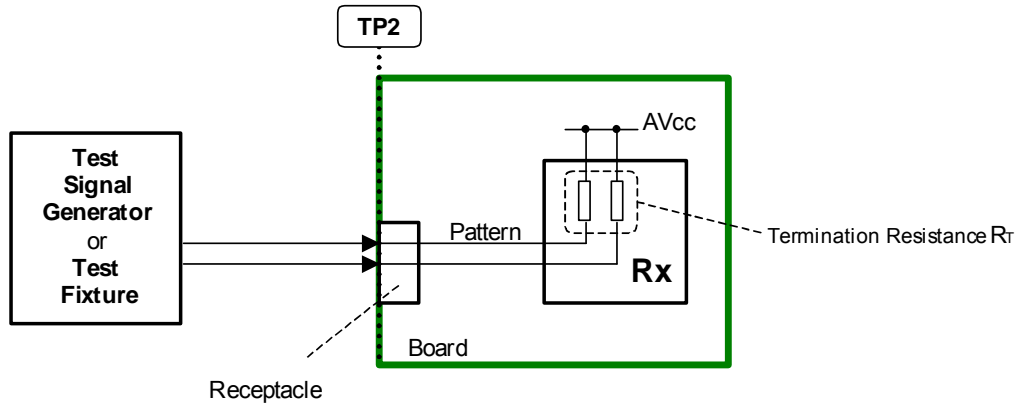 TP2
AVcc
Test
Signal
Generator
or
Test
Fixture
Pattern
Termination Resistance RT
Rx
Board
Receptacle